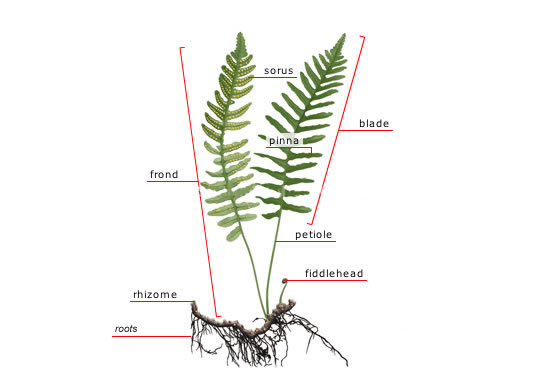 sorus
blade
pinna
frond
petiole
fiddlehead
rhizome
roots